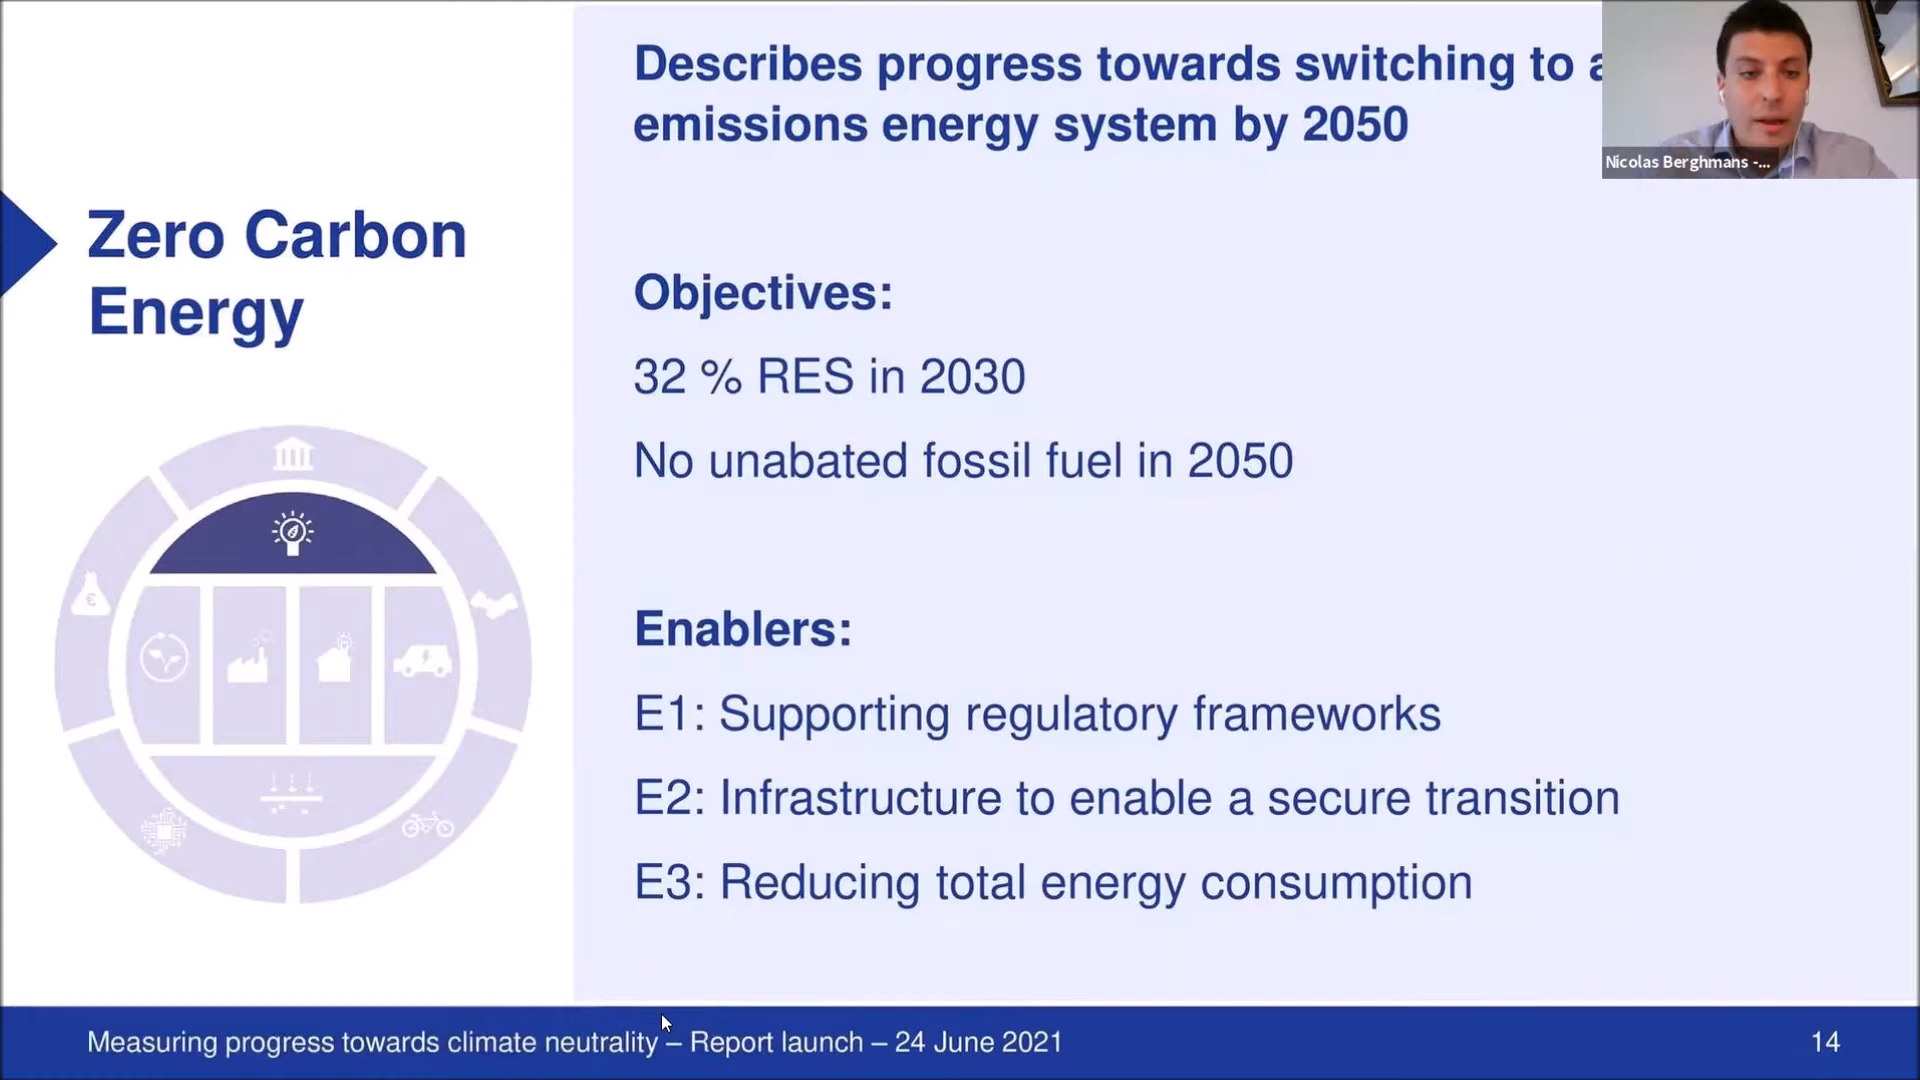 Describes progress towards switching to a
emissions energy system by 2050
Nicolas Berghmans -...
Zero Carbon
Energy
Objectives:
32 % RES in 2030
No unabated fossil fuel in 2050
€
Enablers:
E1: Supporting regulatory frameworks
E2: Infrastructure to enable a secure transition
E3: Reducing total energy consumption
Measuring progress towards climate neutrality – Report launch – 24 June 2021
14